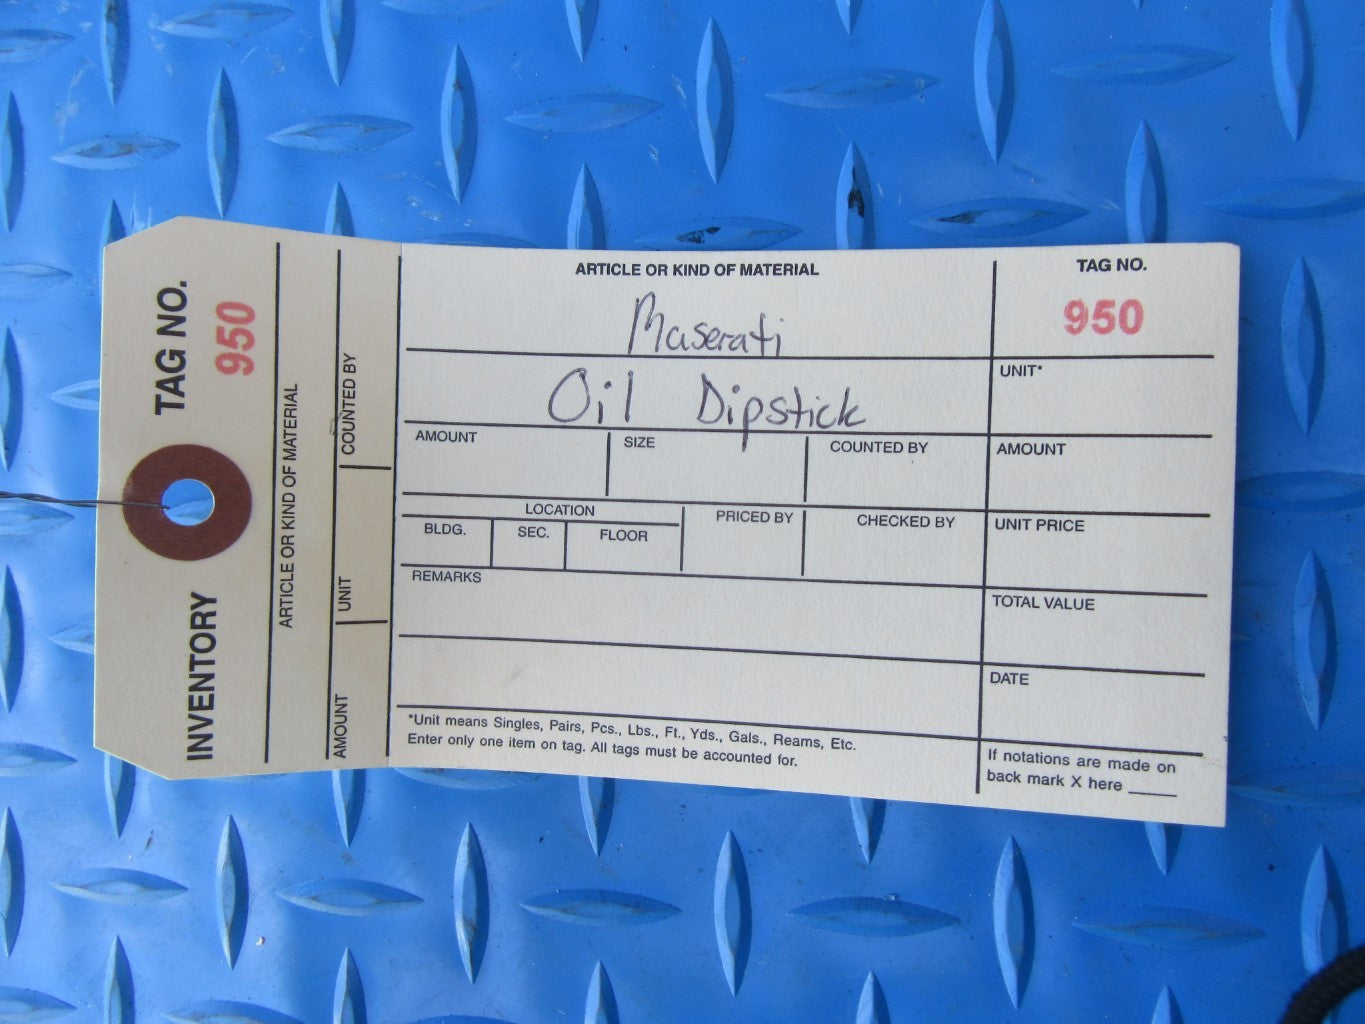 INVENTORY TAG NO.
950
ARTICLE OR KIND OF MATERIAL
AMOUNT UNIT COUNTED BY
ARTICLE OR KIND OF MATERIAL
Maserati
Oil Dipstick
TAG NO.
950
UNIT*
AMOUNT SIZE COUNTED BY AMOUNT
LOCATION
BLDG. SEC. FLOOR PRICED BY CHECKED BY UNIT PRICE
REMARKS
TOTAL VALUE
DATE
*Unit means Singles, Pairs, Pcs., Lbs., Ft., Yds., Gals., Reams, Etc.
Enter only one item on tag. All tags must be accounted for.
If notations are made on
back mark X here _____